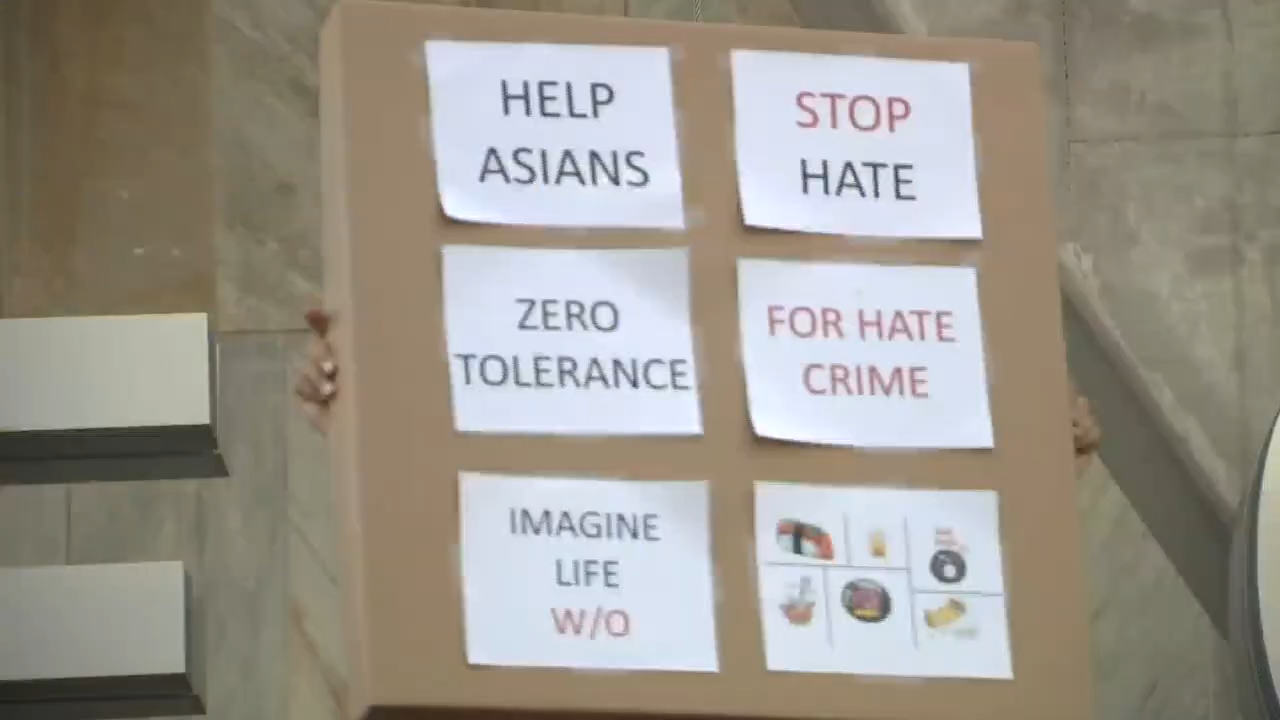 HELP
ASIANS
STOP
HATE
ZERO
TOLERANCE
FOR HATE
CRIME
IMAGINE
LIFE
W/O